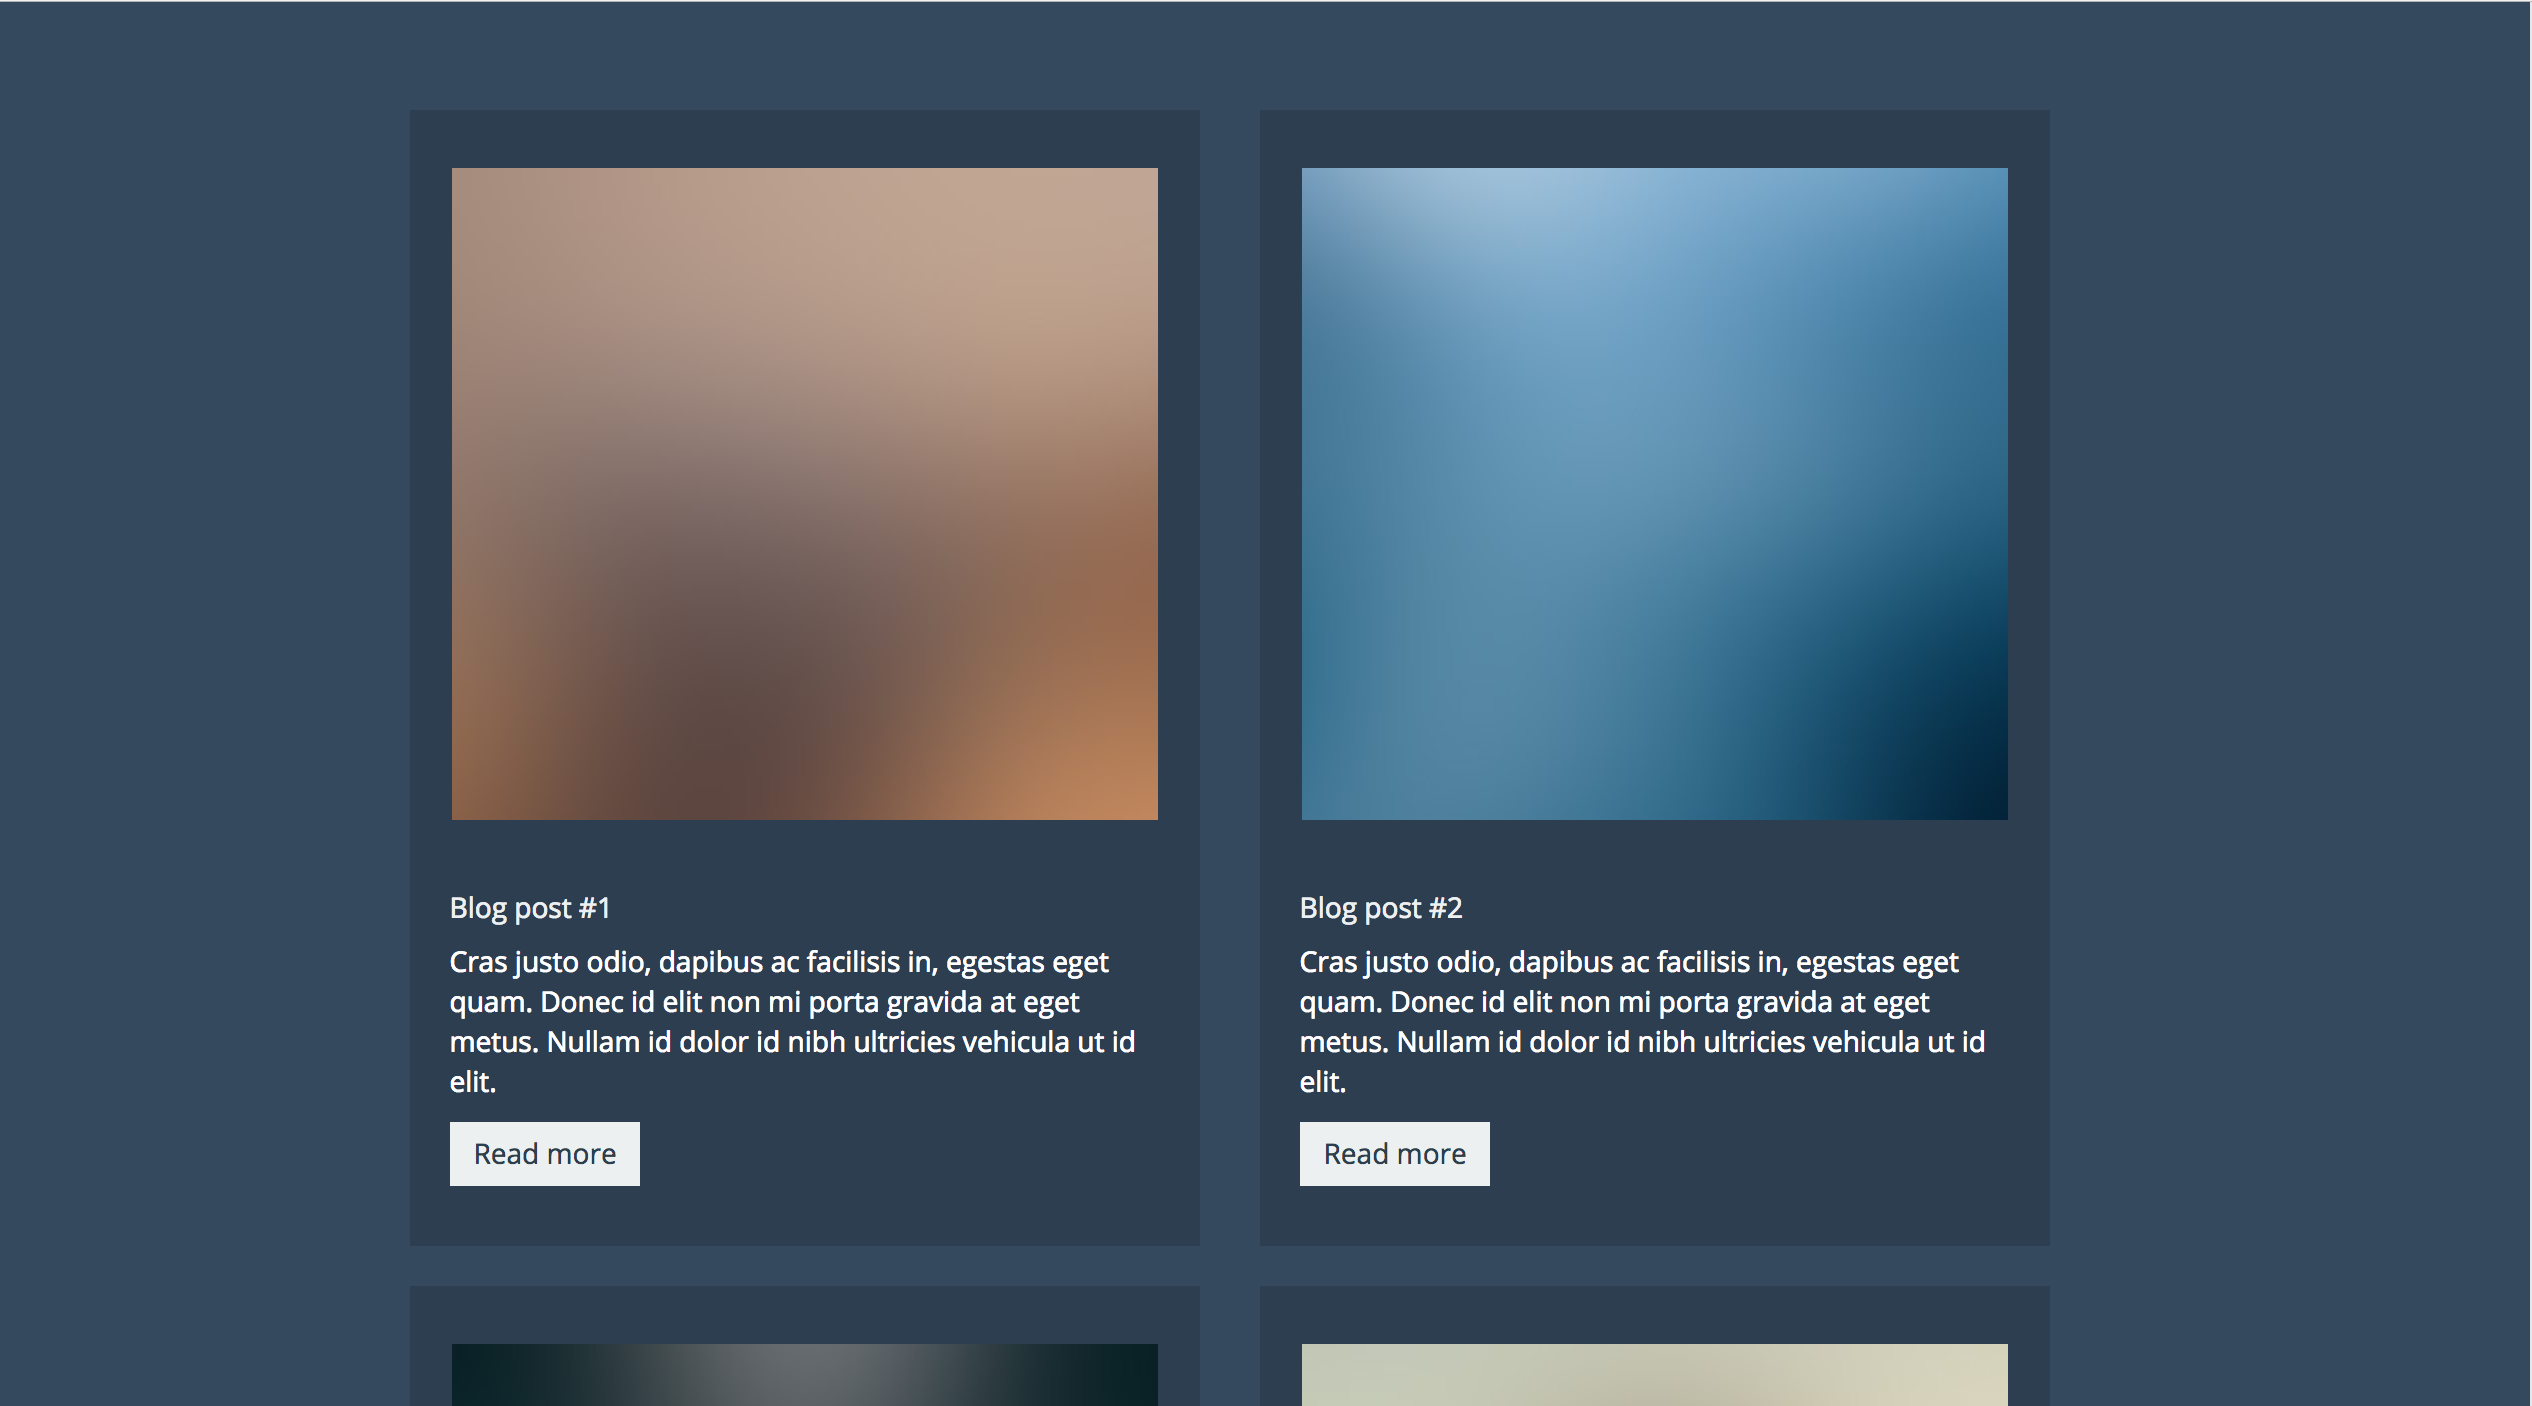 Blog post #1
Cras justo odio, dapibus ac facilisis in, egestas eget
quam. Donec id elit non mi porta gravida at eget
metus. Nullam id dolor id nibh ultricies vehicula ut id
elit.
Read more
Blog post #2
Cras justo odio, dapibus ac facilisis in, egestas eget
quam. Donec id elit non mi porta gravida at eget
metus. Nullam id dolor id nibh ultricies vehicula ut id
elit.
Read more